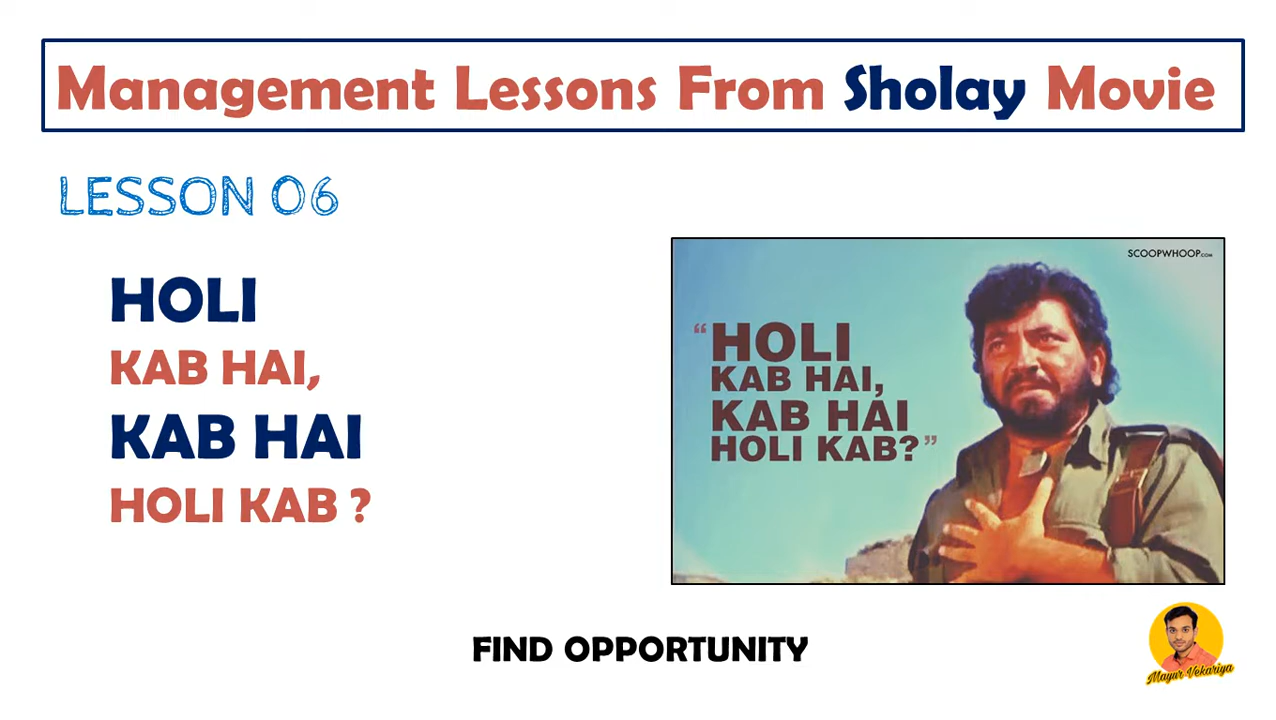 Management Lessons From Sholay Movie
LESSON 06
HOLI
KAB HAI,
KAB HAI
HOLI KAB ?
SCOOPWHOOP.COM
“HOLI
KAB HAI,
KAB HAI
HOLI KAB?”
FIND OPPORTUNITY
Mayur Vekariya